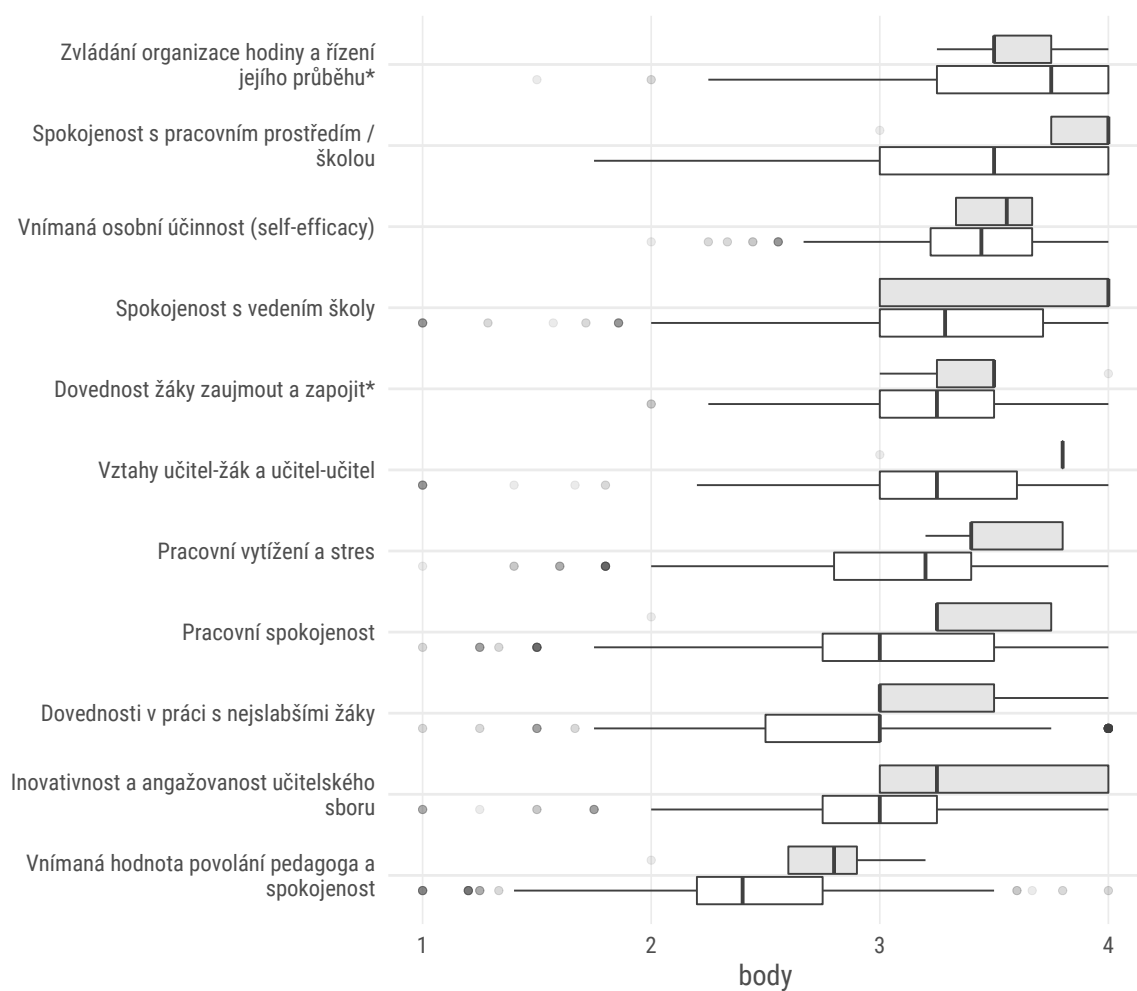 Zvládání organizace hodiny a řízení
jejího průběhu*
Spokojenost s pracovním prostředím /
školou
Vnímaná osobní účinnost (self-efficacy)
Spokojenost s vedením školy
Dovednost žáky zaujmout a zapojit*
Vztahy učitel-žák a učitel-učitel
Pracovní vytížení a stres
Pracovní spokojenost
Dovednosti v práci s nejslabšími žáky
Inovativnost a angažovanost učitelského
sboru
Vnímaná hodnota povolání pedagoga a
spokojenost
1 2 3 4
body